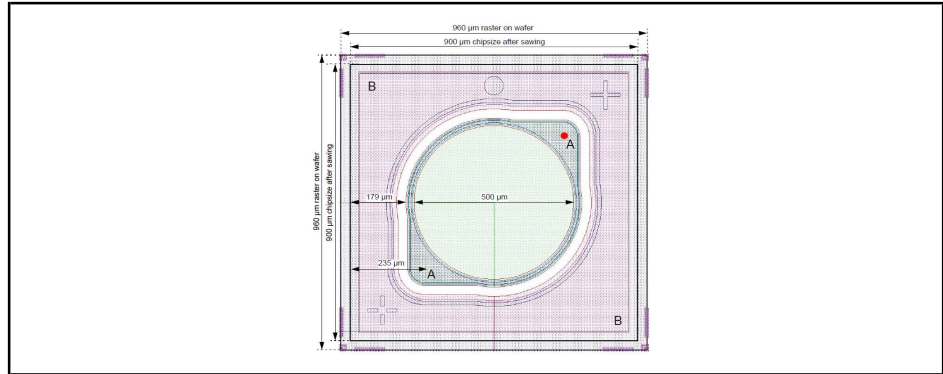 960 µm raster on wafer
900 µm chipsize after sawing
960 µm raster on wafer
900 µm chipsize after sawing
B
A
179 µm
500 µm
235 µm
A
B